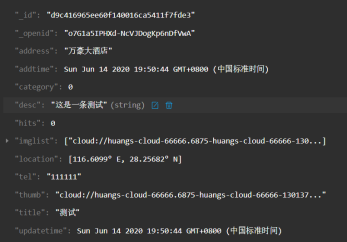 "_id": "d9c416965ee60f140016ca5411f7fde3"
"_openid": "o7G1a5IPHXd-NcVJDogKp6nDfVwA"
"address": "万豪大酒店"
"addtime": Sun Jun 14 2020 19:50:44 GMT+0800 (中国标准时间)
"category": 0
"desc": "这是一条测试" (string)
"hits": 0
"imglist": ["cloud://huangs-cloud-66666.6875-huangs-cloud-66666-130...]
"location": [116.6099° E, 28.25682° N]
"tel": "111111"
"thumb": "cloud://huangs-cloud-66666.6875-huangs-cloud-66666-130137..."
"title": "测试"
"updatetime": Sun Jun 14 2020 19:50:44 GMT+0800 (中国标准时间)